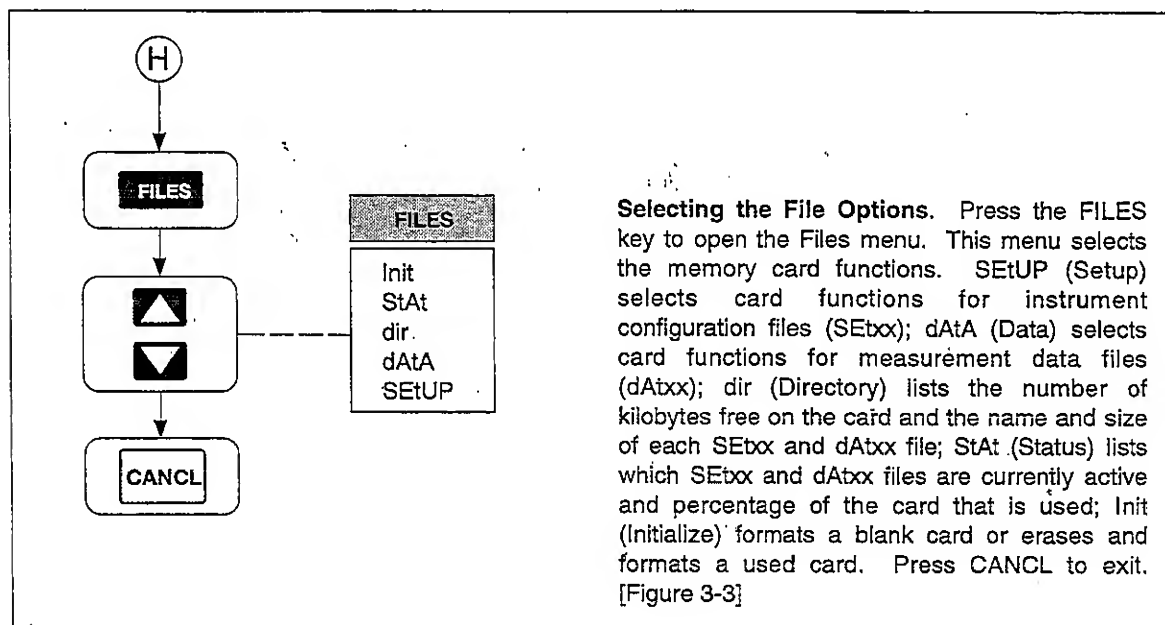 H
FILES
FILES
Init
StAt
dir.
dAtA
SEtUP
CANCL
Selecting the File Options. Press the FILES
key to open the Files menu. This menu selects
the memory card functions. SEtUP (Setup)
selects card functions for instrument
configuration files (SEtxx); dAtA (Data) selects
card functions for measurement data files
(dAtxx); dir (Directory) lists the number of
kilobytes free on the card and the name and size
of each SEtxx and dAtxx file; StAt (Status) lists
which SEtxx and dAtxx files are currently active
and percentage of the card that is used; Init
(Initialize) formats a blank card or erases and
formats a used card. Press CANCL to exit.
[Figure 3-3]